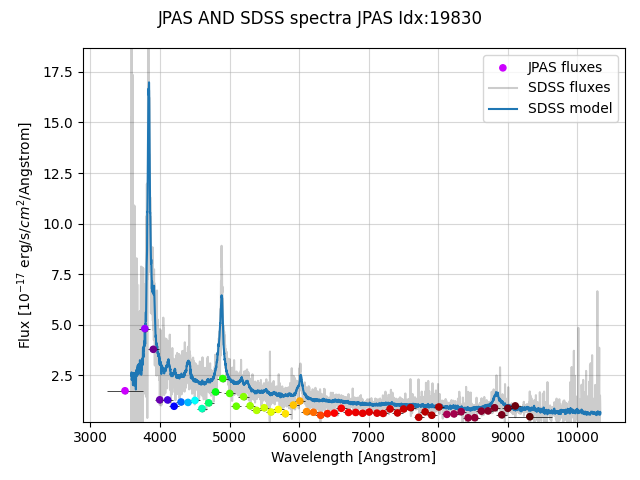 JPAS AND SDSS spectra JPAS Idx:19830
JPAS fluxes
SDSS fluxes
SDSS model
17.5
15.0
12.5
10.0
7.5
5.0
2.5
Flux [10⁻¹⁷ erg/s/cm²/Angstrom]
3000 4000 5000 6000 7000 8000 9000 10000
Wavelength [Angstrom]